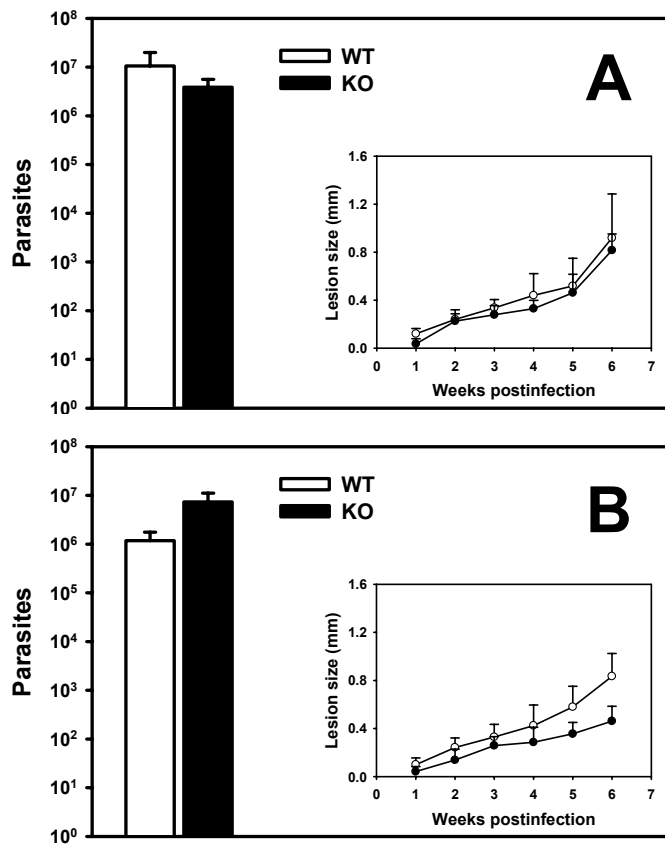 A
WT
KO
Parasites
10⁸
10⁷
10⁶
10⁵
10⁴
10³
10²
10¹
10⁰
Lesion size (mm)
1.6
1.2
0.8
0.4
0.0
0 1 2 3 4 5 6 7
Weeks postinfection
B
WT
KO
Parasites
10⁸
10⁷
10⁶
10⁵
10⁴
10³
10²
10¹
10⁰
Lesion size (mm)
1.6
1.2
0.8
0.4
0.0
0 1 2 3 4 5 6 7
Weeks postinfection